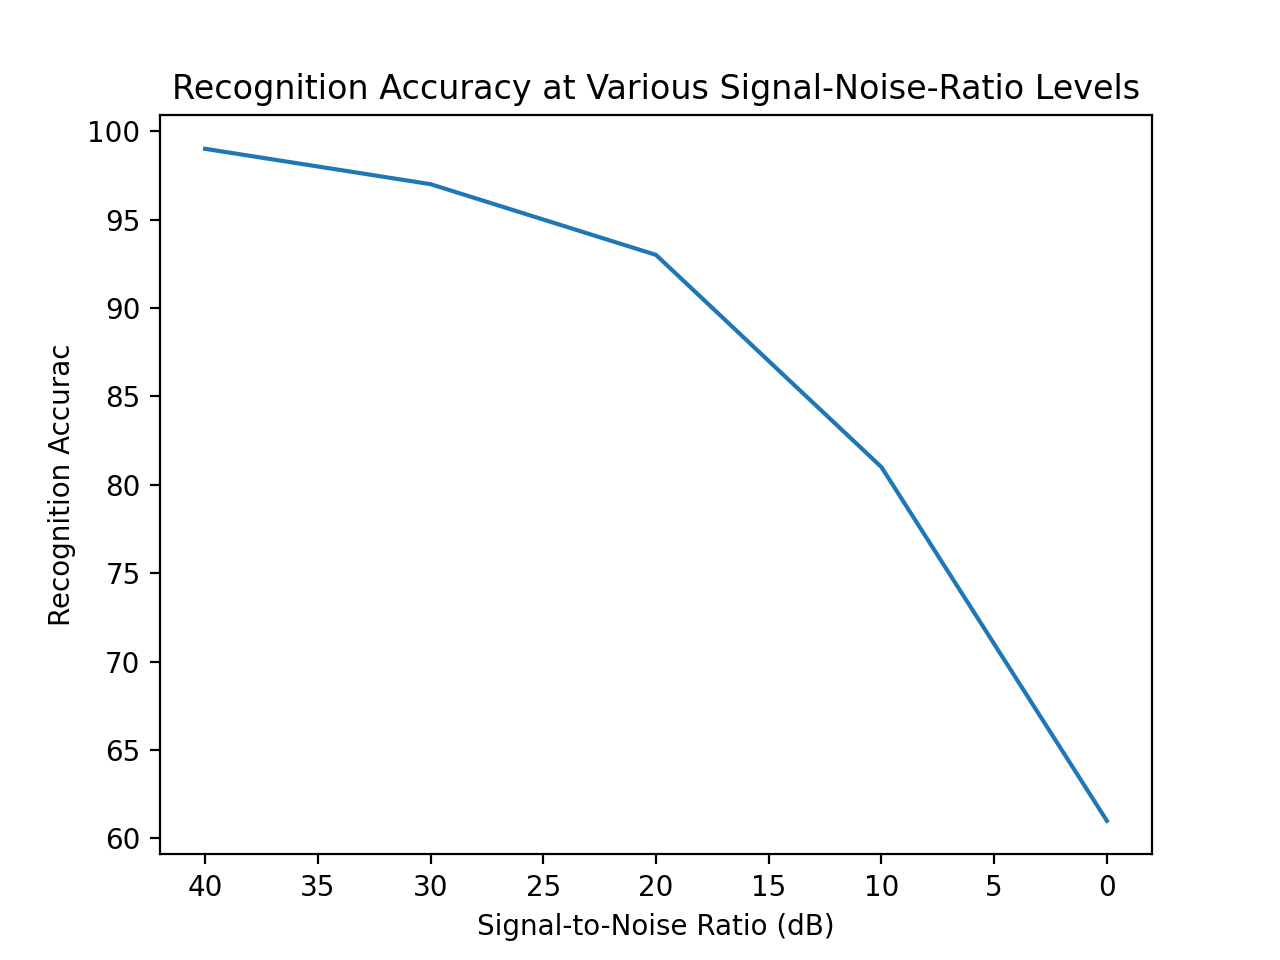 Recognition Accuracy at Various Signal-Noise-Ratio Levels
Recognition Accurac
100
95
90
85
80
75
70
65
60
40 35 30 25 20 15 10 5 0
Signal-to-Noise Ratio (dB)